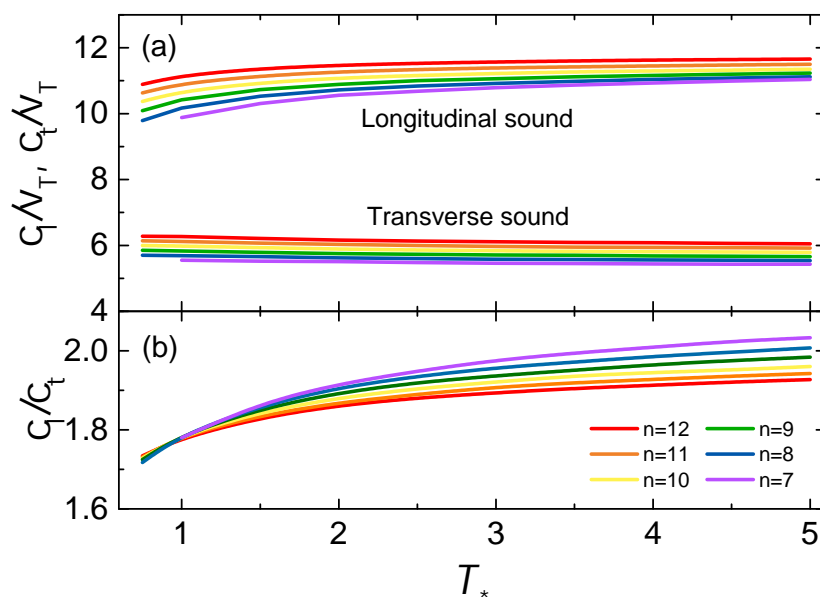 (a)
12
10
8
6
4
c_l/v_T, c_t/v_T
Longitudinal sound
Transverse sound
(b)
2.0
1.8
1.6
c_l/c_t
n=12 n=9
n=11 n=8
n=10 n=7
1 2 3 4 5
T_*